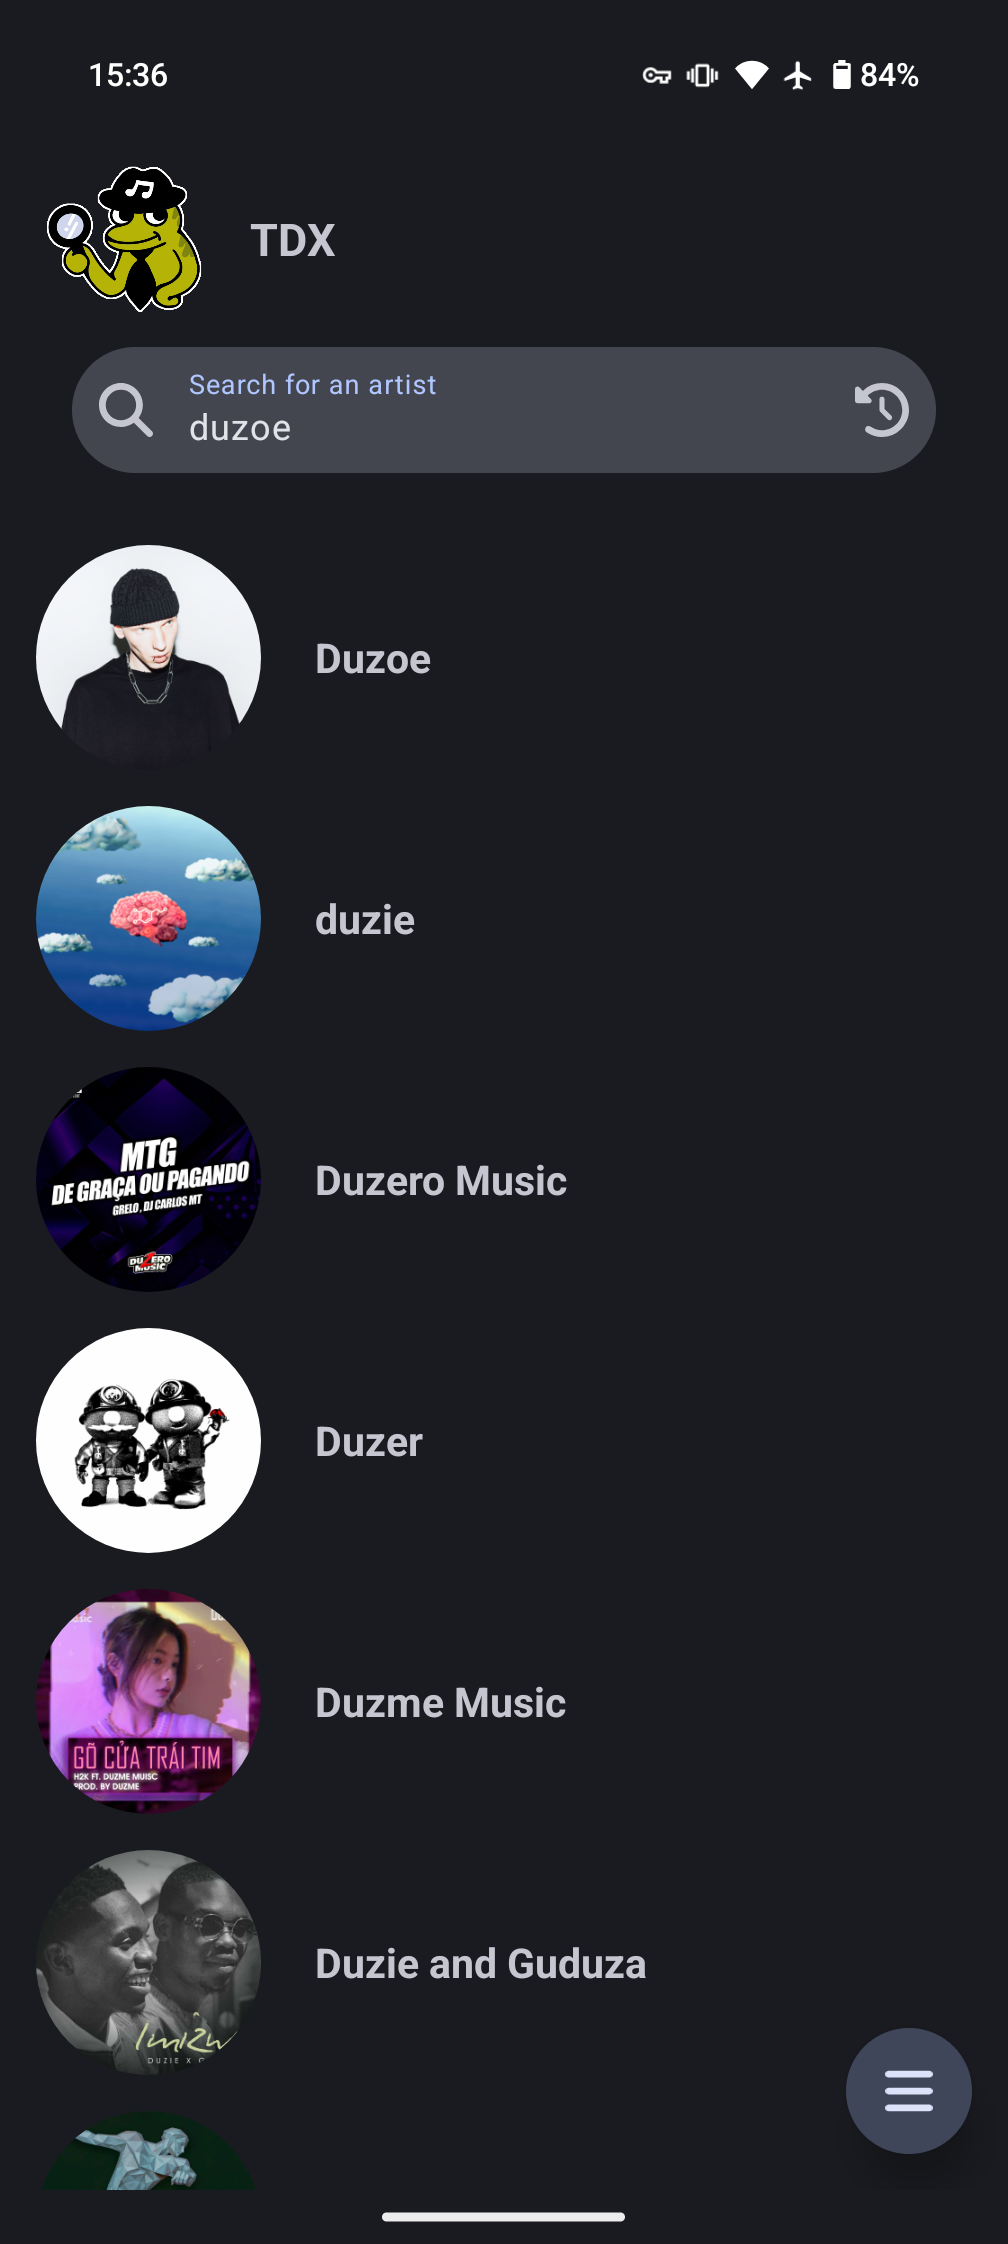 15:36
84%
TDX
Search for an artist
duzoe
Duzoe
duzie
MTG
DE GRAÇA OU PAGANDO
GRELO, DJ CARLOS MT
DUZERO
MUSIC
Duzero Music
Duzer
GÕ CỬA TRÁI TIM
H2K FT. DUZME MUISC
PROD. BY DUZME
Duzme Music
DUZIE X
Duzie and Guduza